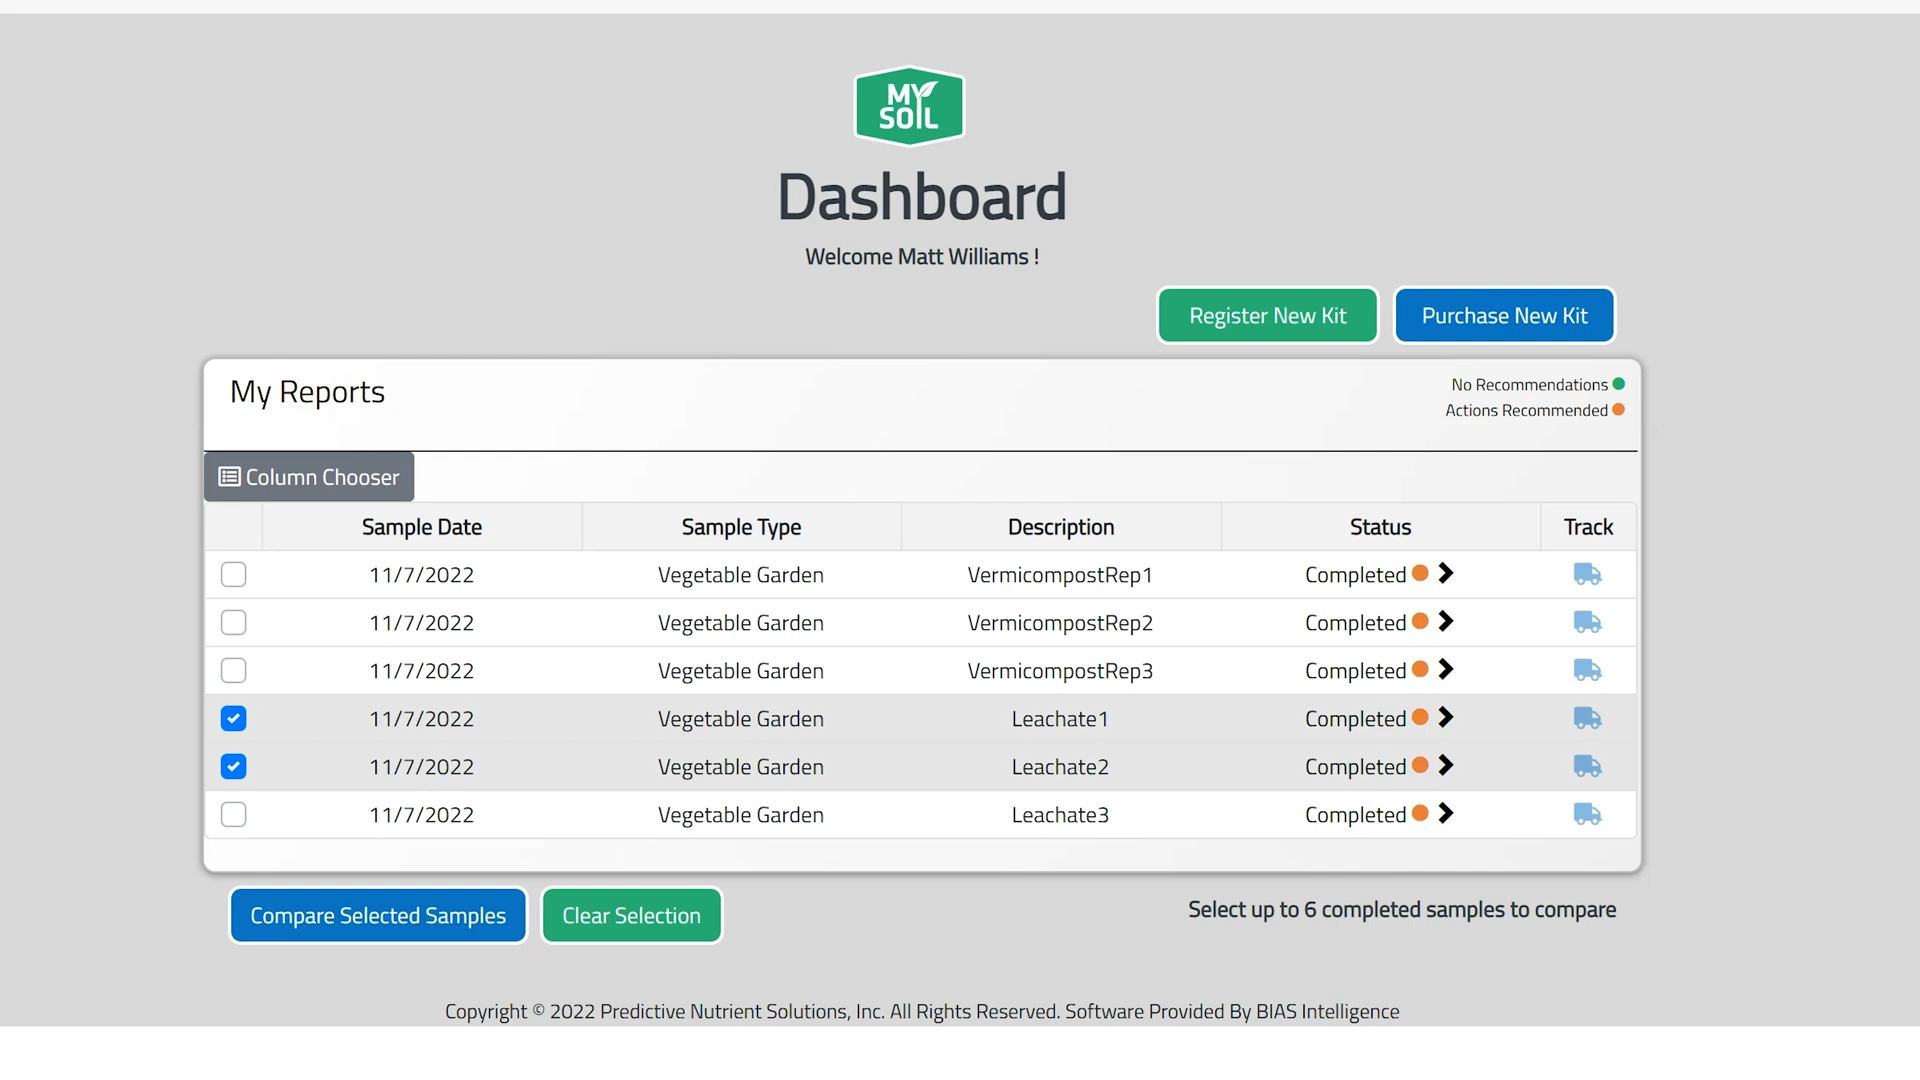 MY
SOIL
Dashboard
Welcome Matt Williams !
Register New Kit
Purchase New Kit
My Reports
No Recommendations
Actions Recommended
Column Chooser
Sample Date Sample Type Description Status Track
11/7/2022 Vegetable Garden VermicompostRep1 Completed
11/7/2022 Vegetable Garden VermicompostRep2 Completed
11/7/2022 Vegetable Garden VermicompostRep3 Completed
11/7/2022 Vegetable Garden Leachate1 Completed
11/7/2022 Vegetable Garden Leachate2 Completed
11/7/2022 Vegetable Garden Leachate3 Completed
Compare Selected Samples
Clear Selection
Select up to 6 completed samples to compare
Copyright © 2022 Predictive Nutrient Solutions, Inc. All Rights Reserved. Software Provided By BIAS Intelligence